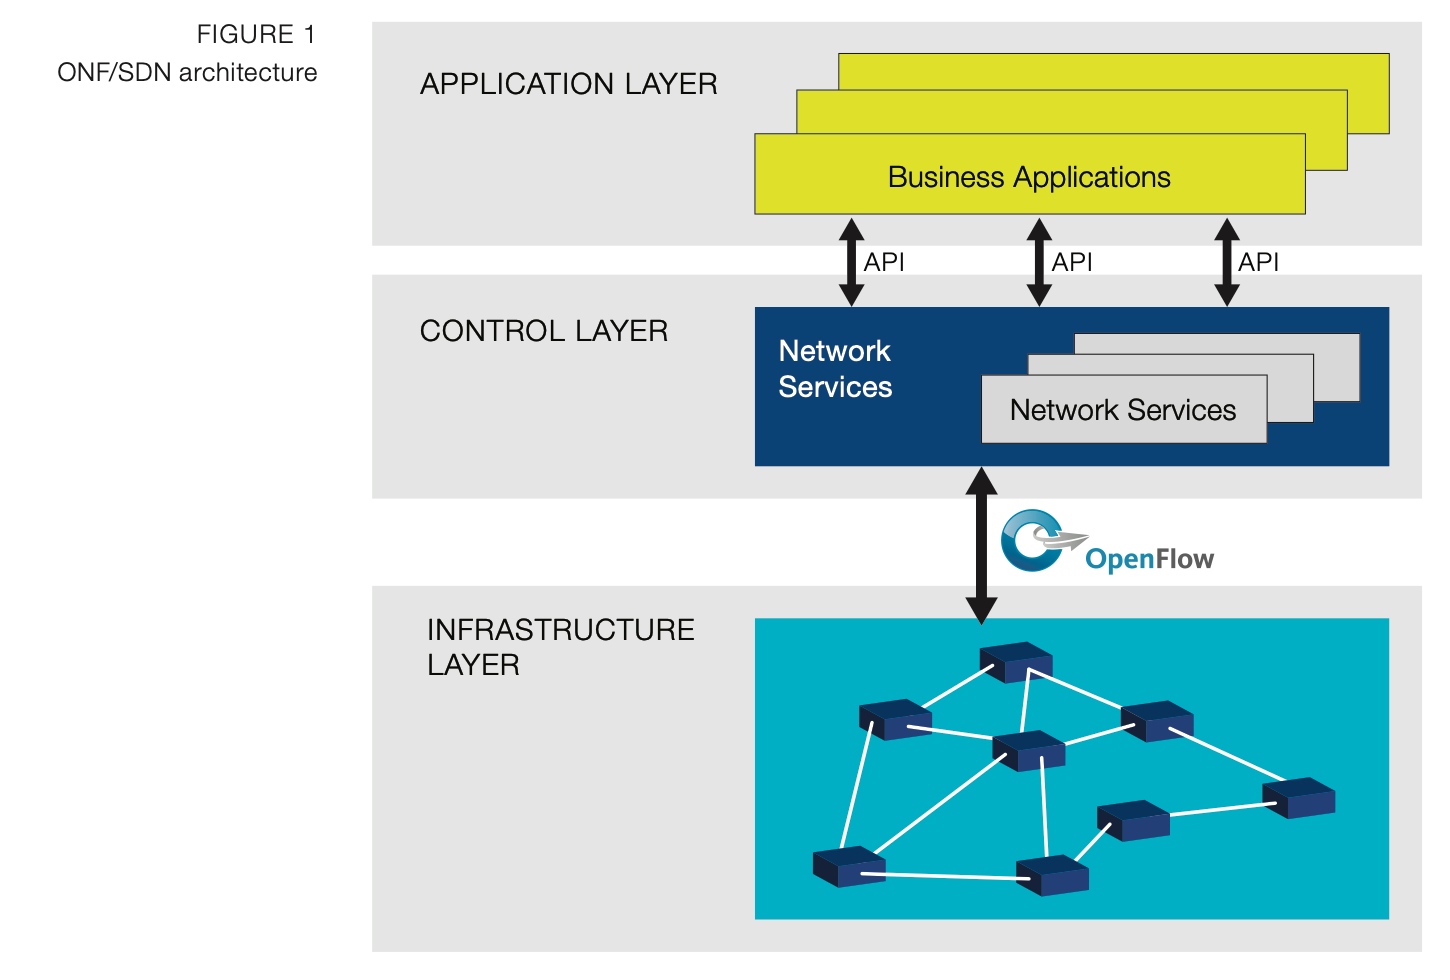 FIGURE 1
ONF/SDN architecture
APPLICATION LAYER
Business Applications
API
API
API
CONTROL LAYER
Network
Services
Network Services
OpenFlow
INFRASTRUCTURE
LAYER